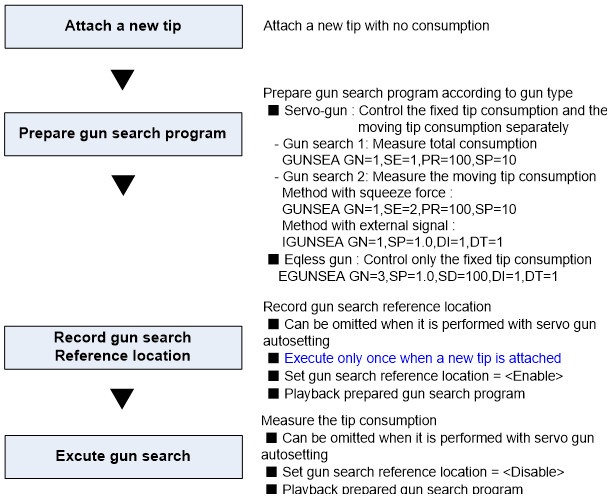 Attach a new tip
Attach a new tip with no consumption
Prepare gun search program
Prepare gun search program according to gun type
■ Servo-gun : Control the fixed tip consumption and the
moving tip consumption separately
- Gun search 1: Measure total consumption
GUNSEA GN=1,SE=1,PR=100,SP=10
- Gun search 2: Measure the moving tip consumption
Method with squeeze force :
GUNSEA GN=1,SE=2,PR=100,SP=10
Method with external signal :
IGUNSEA GN=1,SP=1.0,DI=1,DT=1
■ Eqless gun : Control only the fixed tip consumption
EGUNSEA GN=3,SP=1.0,SD=100,DI=1,DT=1
Record gun search
Reference location
Record gun search reference location
■ Can be omitted when it is performed with servo gun
autosetting
■ Execute only once when a new tip is attached
■ Set gun search reference location = <Enable>
■ Playback prepared gun search program
Excute gun search
Measure the tip consumption
■ Can be omitted when it is performed with servo gun
autosetting
■ Set gun search reference location = <Disable>
■ Playback prepared gun search program